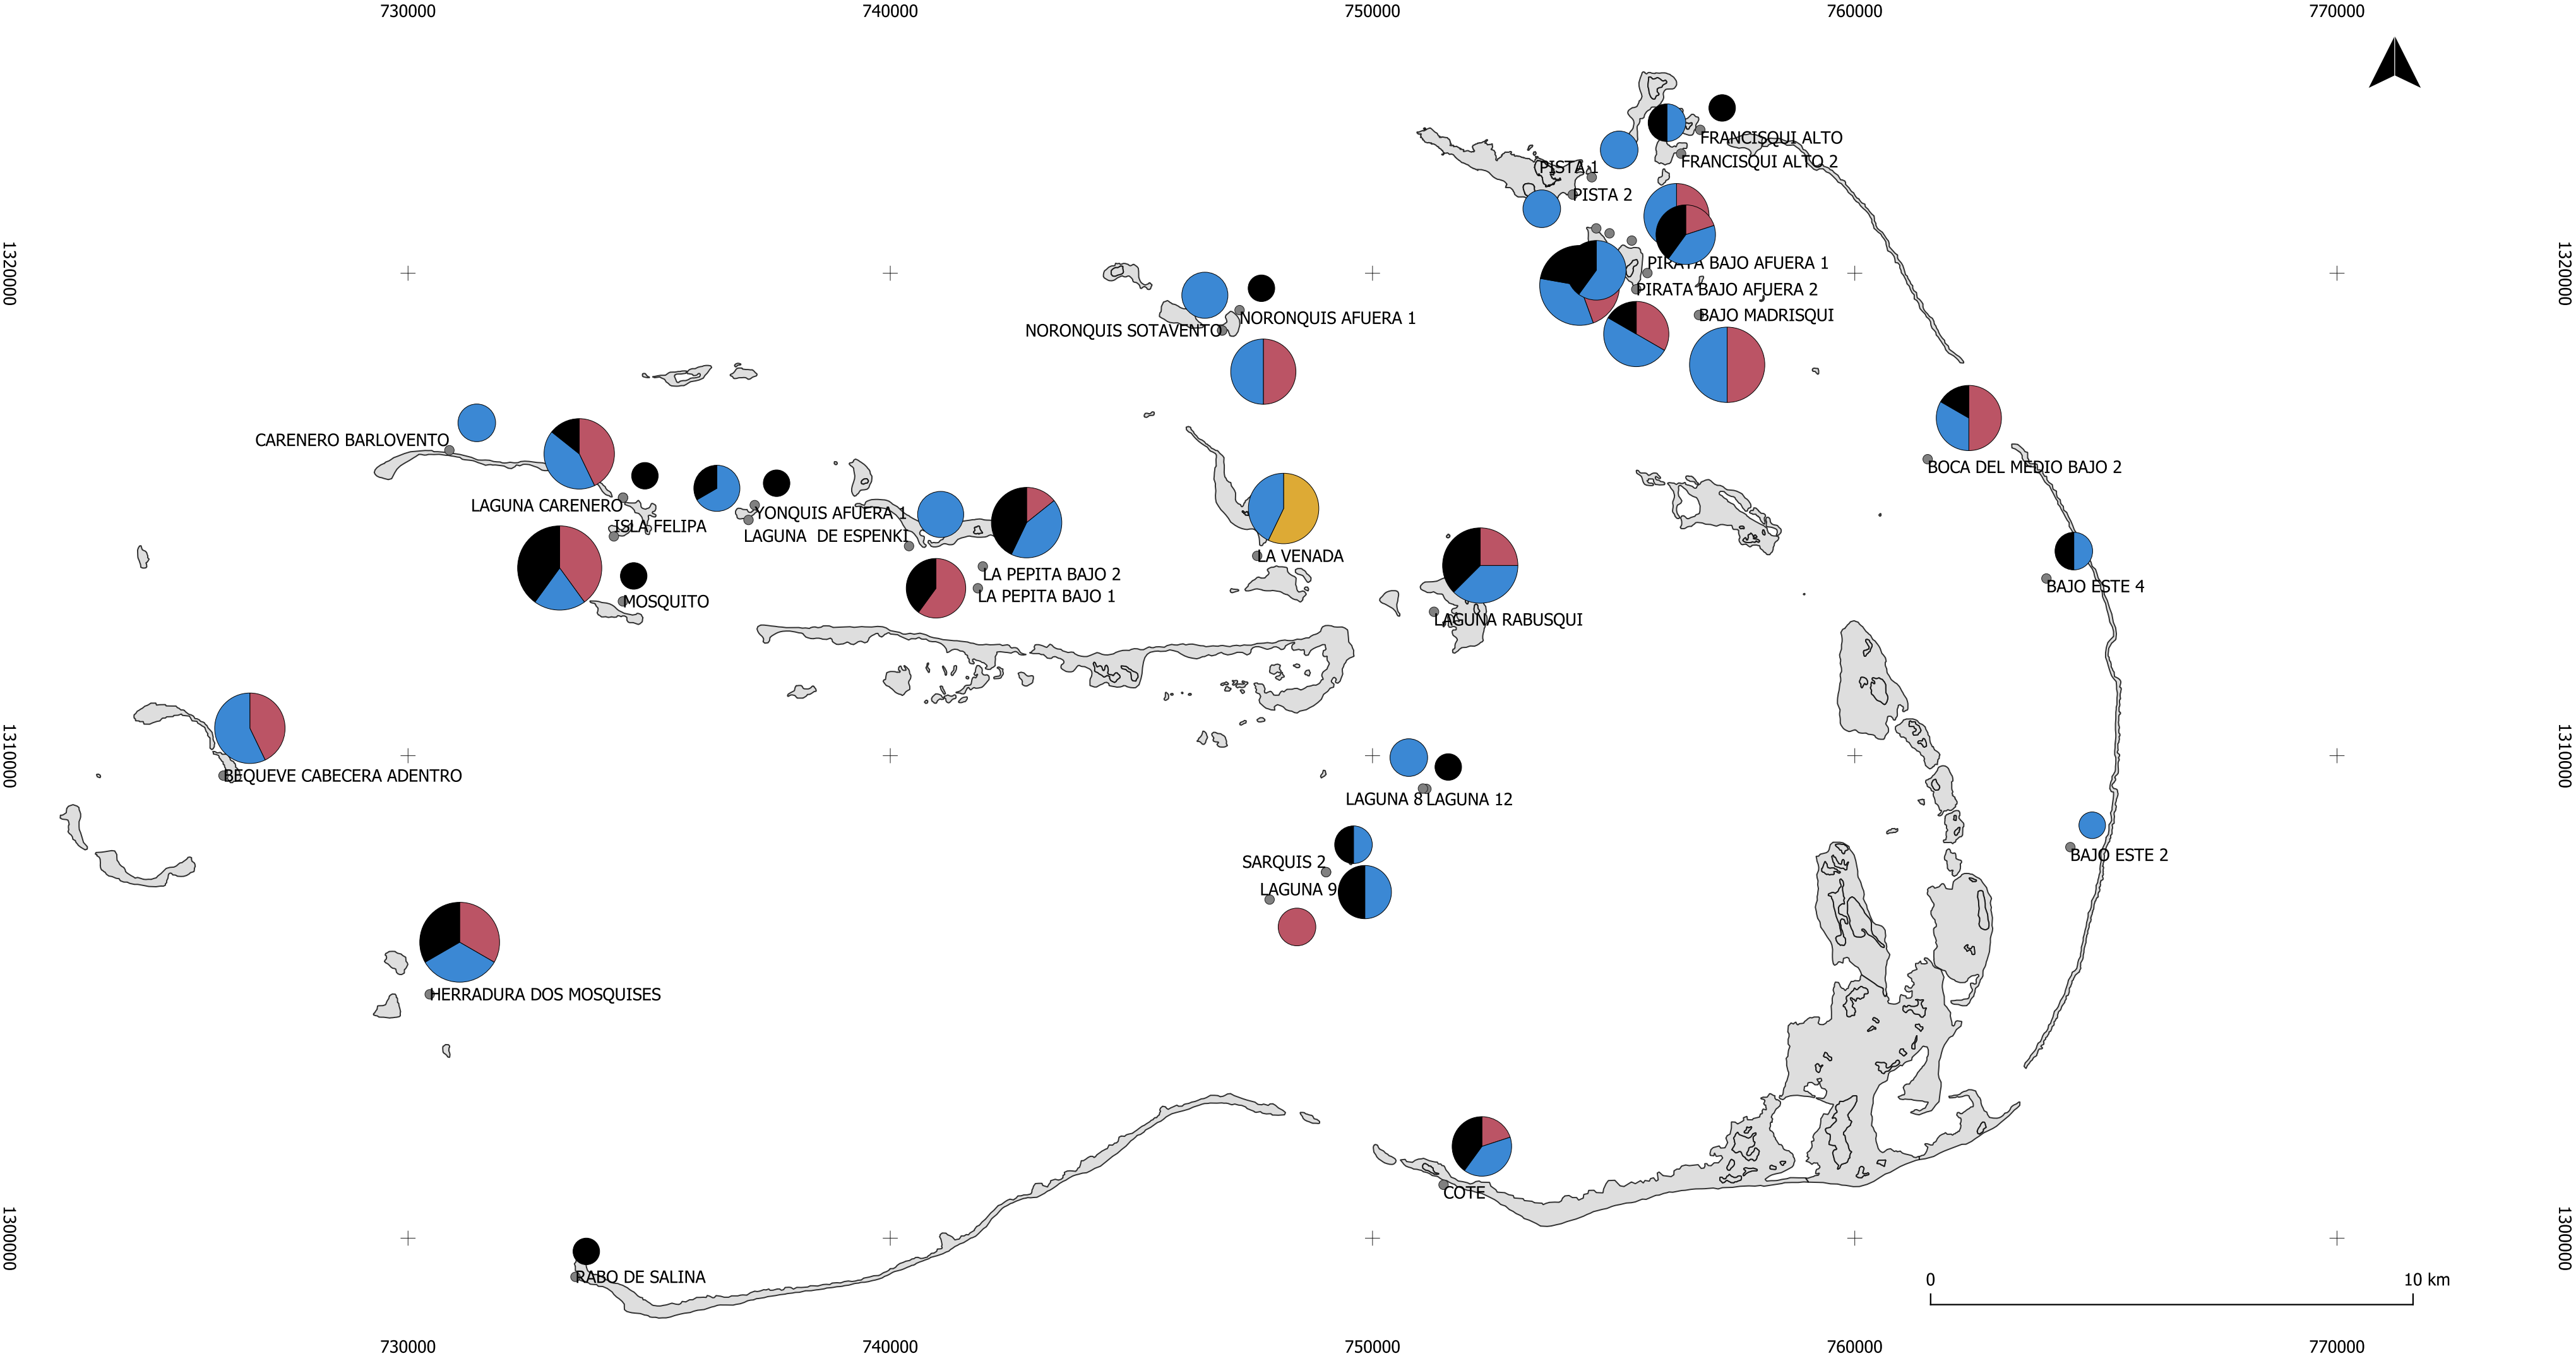 730000
740000
750000
760000
770000
FRANCISQUI ALTO
FRANCISQUI ALTO 2
PISTA 1
PISTA 2
1320000
1320000
PIRATA BAJO AFUERA 1
PIRATA BAJO AFUERA 2
BAJO MADRISQUI
NORONQUIS AFUERA 1
NORONQUIS SOTAVENTO
CARENERO BARLOVENTO
BOCA DEL MEDIO BAJO 2
LAGUNA CARENERO
YONQUIS AFUERA 1
ISLA FELIPA
LAGUNA DE ESPENKI
LA VENADA
LA PEPITA BAJO 2
BAJO ESTE 4
LA PEPITA BAJO 1
MOSQUITO
LAGUNA RABUSQUI
1310000
1310000
BEQUEVE CABECERA ADENTRO
LAGUNA 8
LAGUNA 12
BAJO ESTE 2
SARQUIS 2
LAGUNA 9
HERRADURA DOS MOSQUISES
COTE
1300000
1300000
RABO DE SALINA
0
10 km
730000
740000
750000
760000
770000